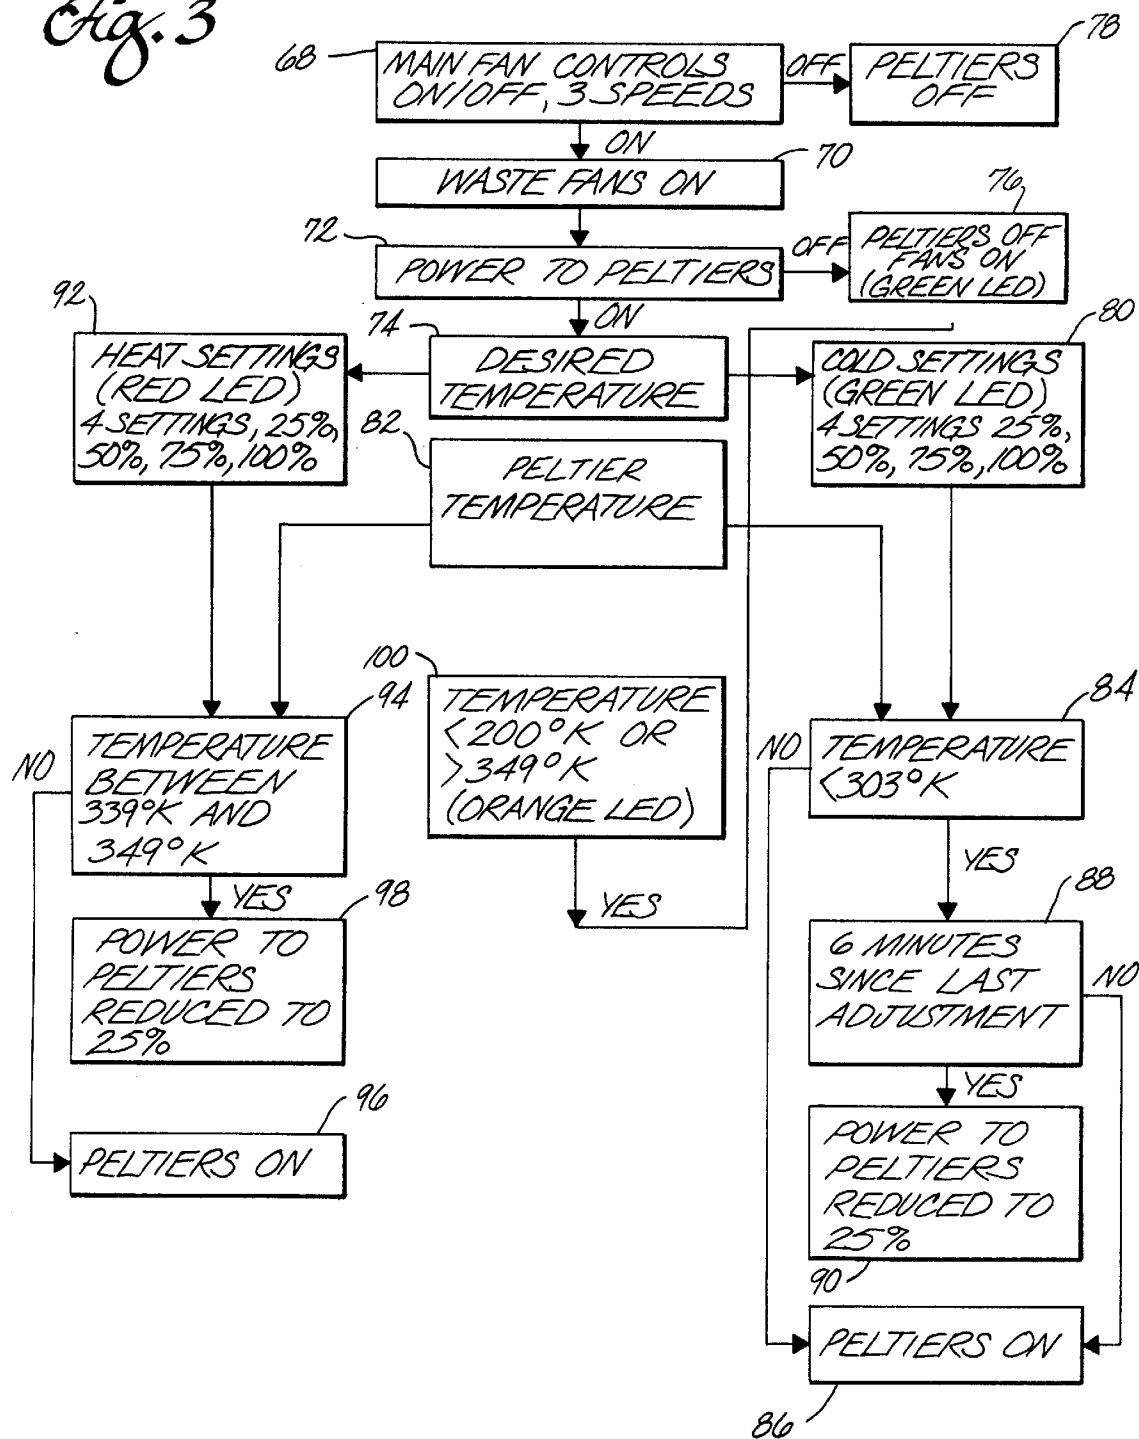 Fig. 3
68
MAIN FAN CONTROLS
ON/OFF, 3 SPEEDS
OFF
78
PELTIERS
OFF
ON
70
WASTE FANS ON
72
POWER TO PELTIERS
OFF
76
PELTIERS OFF
FANS ON
(GREEN LED)
ON
92
HEAT SETTINGS
(RED LED)
4 SETTINGS, 25%,
50%, 75%, 100%
74
DESIRED
TEMPERATURE
80
COLD SETTINGS
(GREEN LED)
4 SETTINGS 25%,
50%, 75%, 100%
82
PELTIER
TEMPERATURE
94
NO
TEMPERATURE
BETWEEN
339°K AND
349°K
YES
98
POWER TO
PELTIERS
REDUCED TO
25%
96
PELTIERS ON
100
TEMPERATURE
<200°K OR
>349°K
(ORANGE LED)
YES
84
NO
TEMPERATURE
<303°K
YES
88
6 MINUTES
SINCE LAST
ADJUSTMENT
NO
YES
POWER TO
PELTIERS
REDUCED TO
25%
90
PELTIERS ON
86